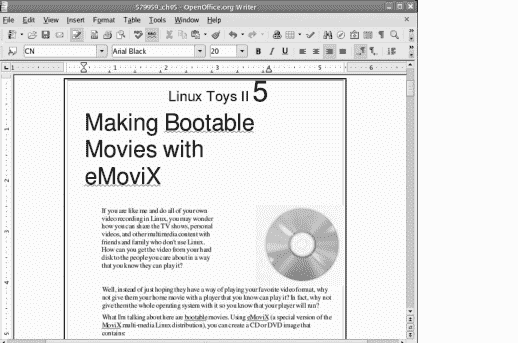 579959_ch05 - OpenOffice.org Writer
File Edit View Insert Format Table Tools Window Help
CN Arial Black 20 B I U
Linux Toys II 5
Making Bootable
Movies with
eMoviX
If you are like me and do all of your own
video recording in Linux, you may wonder
how you can share the TV shows, personal
videos, and other multimedia content with
friends and family who don't use Linux.
How can you get the video from your hard
disk to the people you care about in a way
that you know they can play it?
Well, instead of just hoping they have a way of playing your favorite video format, why
not give them your home movie with a player that you know can play it? In fact, why not
give them the whole operating system with it so you know that your player will run?
What I'm talking about here are bootable movies. Using eMoviX (a special version of the
MoviX multi-media Linux distribution), you can create a CD or DVD image that
contains: